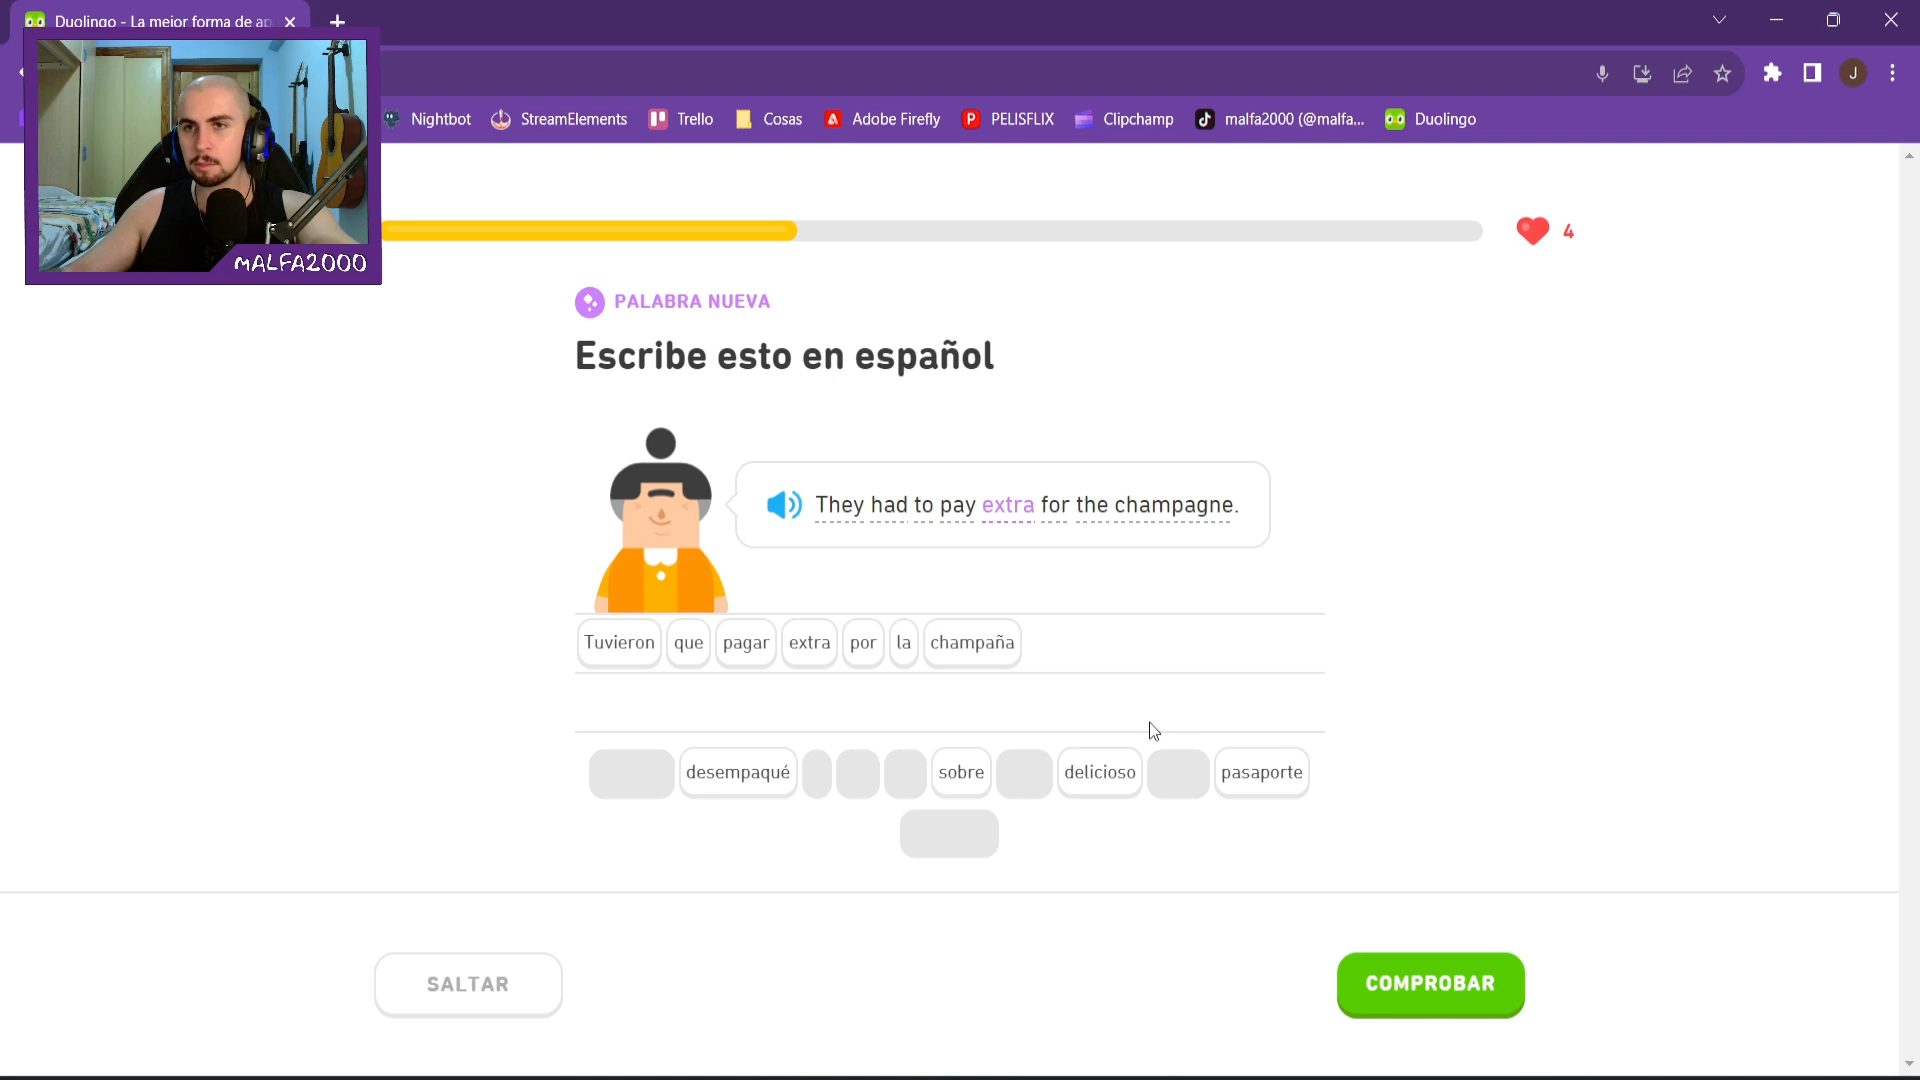 Duolingo - La mejor forma de ap
Nightbot StreamElements Trello Cosas Adobe Firefly PELISFLIX Clipchamp malfa2000 (@malfa... Duolingo
J
MALFA2000
4
PALABRA NUEVA
Escribe esto en español
They had to pay extra for the champagne.
Tuvieron que pagar extra por la champaña
desempaqué sobre delicioso pasaporte
SALTAR COMPROBAR